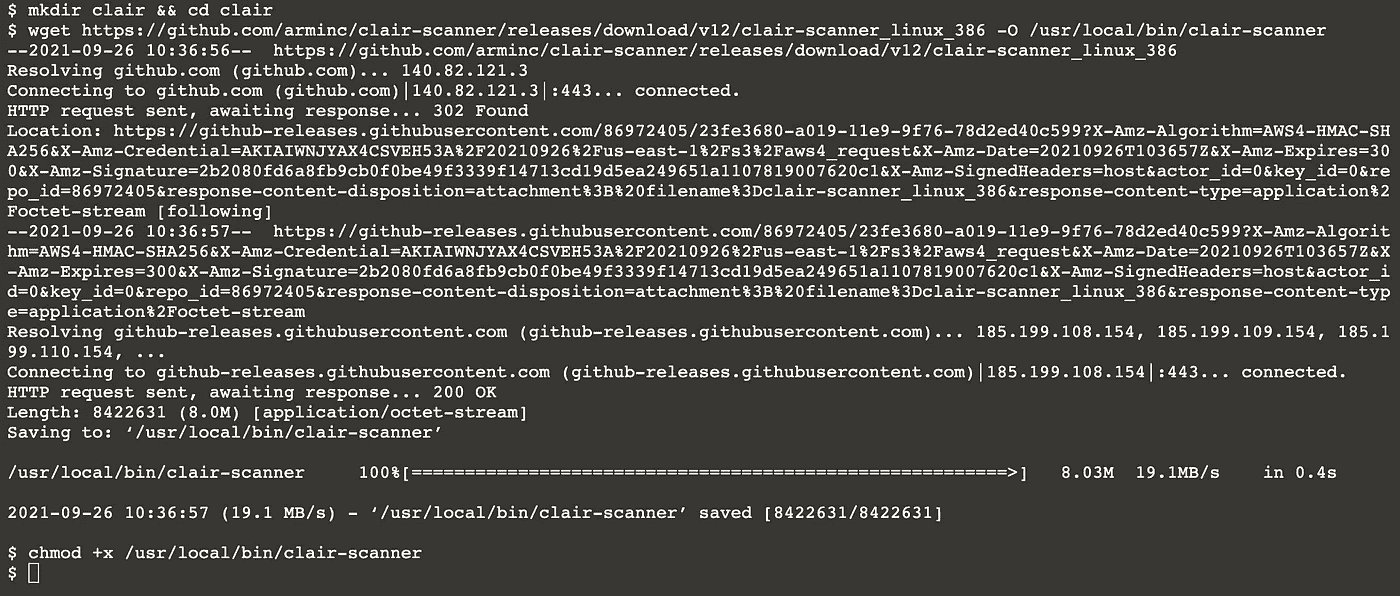 $ mkdir clair && cd clair
$ wget https://github.com/arminc/clair-scanner/releases/download/v12/clair-scanner_linux_386 -O /usr/local/bin/clair-scanner
--2021-09-26 10:36:56--  https://github.com/arminc/clair-scanner/releases/download/v12/clair-scanner_linux_386
Resolving github.com (github.com)... 140.82.121.3
Connecting to github.com (github.com)|140.82.121.3|:443... connected.
HTTP request sent, awaiting response... 302 Found
Location: https://github-releases.githubusercontent.com/86972405/23fe3680-a019-11e9-9f76-78d2ed40c599?X-Amz-Algorithm=AWS4-HMAC-SH
A256&X-Amz-Credential=AKIAIWNJYAX4CSVEH53A%2F20210926%2Fus-east-1%2Fs3%2Faws4_request&X-Amz-Date=20210926T103657Z&X-Amz-Expires=30
0&X-Amz-Signature=2b2080fd6a8fb9cb0f0be49f3339f14713cd19d5ea249651a1107819007620c1&X-Amz-SignedHeaders=host&actor_id=0&key_id=0&re
po_id=86972405&response-content-disposition=attachment%3B%20filename%3Dclair-scanner_linux_386&response-content-type=application%2
Foctet-stream [following]
--2021-09-26 10:36:57--  https://github-releases.githubusercontent.com/86972405/23fe3680-a019-11e9-9f76-78d2ed40c599?X-Amz-Algorit
hm=AWS4-HMAC-SHA256&X-Amz-Credential=AKIAIWNJYAX4CSVEH53A%2F20210926%2Fus-east-1%2Fs3%2Faws4_request&X-Amz-Date=20210926T103657Z&X
-Amz-Expires=300&X-Amz-Signature=2b2080fd6a8fb9cb0f0be49f3339f14713cd19d5ea249651a1107819007620c1&X-Amz-SignedHeaders=host&actor_i
d=0&key_id=0&repo_id=86972405&response-content-disposition=attachment%3B%20filename%3Dclair-scanner_linux_386&response-content-typ
e=application%2Foctet-stream
Resolving github-releases.githubusercontent.com (github-releases.githubusercontent.com)... 185.199.108.154, 185.199.109.154, 185.1
99.110.154, ...
Connecting to github-releases.githubusercontent.com (github-releases.githubusercontent.com)|185.199.108.154|:443... connected.
HTTP request sent, awaiting response... 200 OK
Length: 8422631 (8.0M) [application/octet-stream]
Saving to: ‘/usr/local/bin/clair-scanner’
/usr/local/bin/clair-scanner     100%[========================================================>]   8.03M  19.1MB/s    in 0.4s
2021-09-26 10:36:57 (19.1 MB/s) - ‘/usr/local/bin/clair-scanner’ saved [8422631/8422631]
$ chmod +x /usr/local/bin/clair-scanner
$